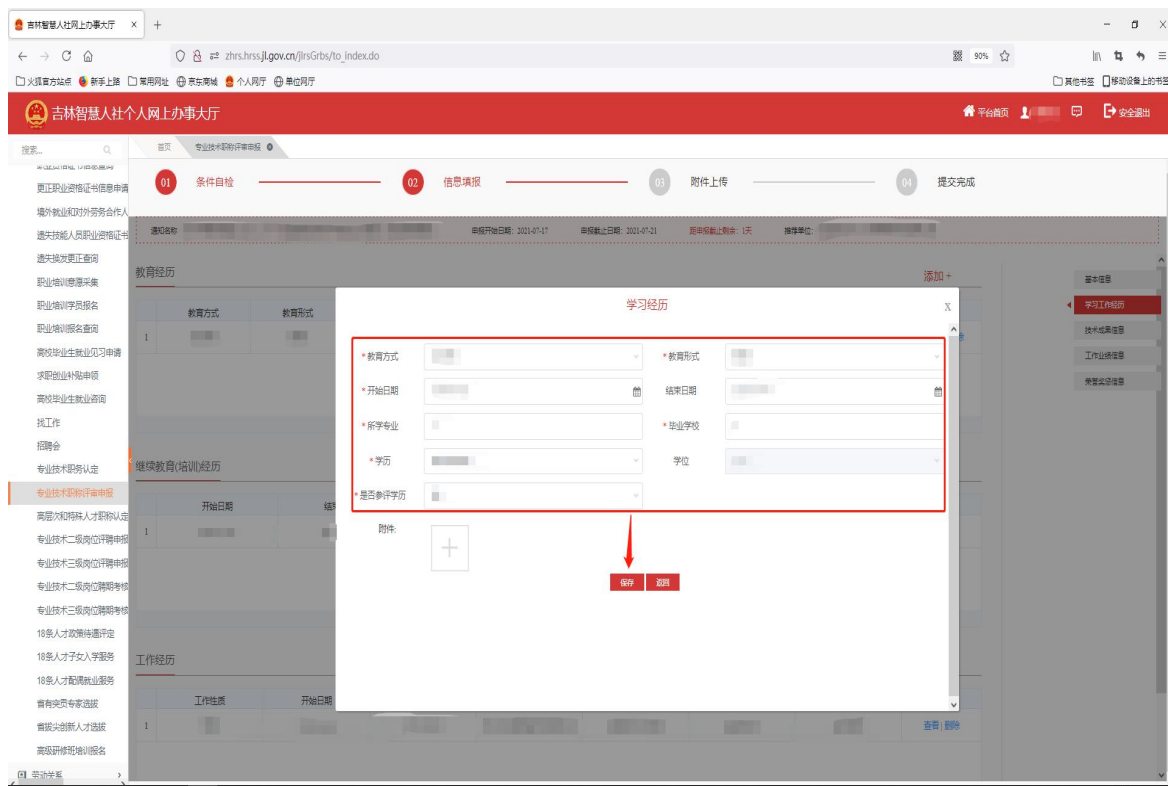 吉林智慧人社网上办事大厅 × +
zhrs.hrss.jl.gov.cn/jlrsGrbs/to_index.do 90%
火狐官方站点 新手上路 常用网址 京东商城 个人网厅 单位网厅 其他书签 移动设备上的书签
吉林智慧人社个人网上办事大厅 平台首页 安全退出
搜索... 首页 专业技术职称评审申报
01 条件自检 02 信息填报 03 附件上传 04 提交完成
通知名称 申报开始日期：2021-07-17 申报截止日期：2021-07-21 距申报截止剩余：1天 推荐单位：
更正职业资格证书信息申请
境外就业和对外劳务合作人
遗失技能人员职业资格证书
遗失换发更正查询
职业培训意愿采集
职业培训学员报名
职业培训报名查询
高校毕业生就业见习申请
求职创业补贴申领
高校毕业生就业咨询
找工作
招聘会
专业技术职务认定
专业技术职称评审申报
高层次和特殊人才职称认定
专业技术二级岗位评聘申报
专业技术三级岗位评聘申报
专业技术二级岗位聘期考核
专业技术三级岗位聘期考核
18条人才政策待遇评定
18条人才子女入学服务
18条人才配偶就业服务
省有突贡专家选拔
省拔尖创新人才选拔
高级研修班培训报名
劳动关系
教育经历 添加 +
教育方式 教育形式
1
继续教育(培训)经历
开始日期
1
工作经历
工作性质 开始日期
1 查看 | 删除
学习经历 X
* 教育方式 * 教育形式
* 开始日期 结束日期
* 所学专业 * 毕业学校
* 学历 学位
* 是否参评学历
附件:
保存 返回
基本信息
学习工作经历
技术成果信息
工作业绩信息
荣誉奖惩信息